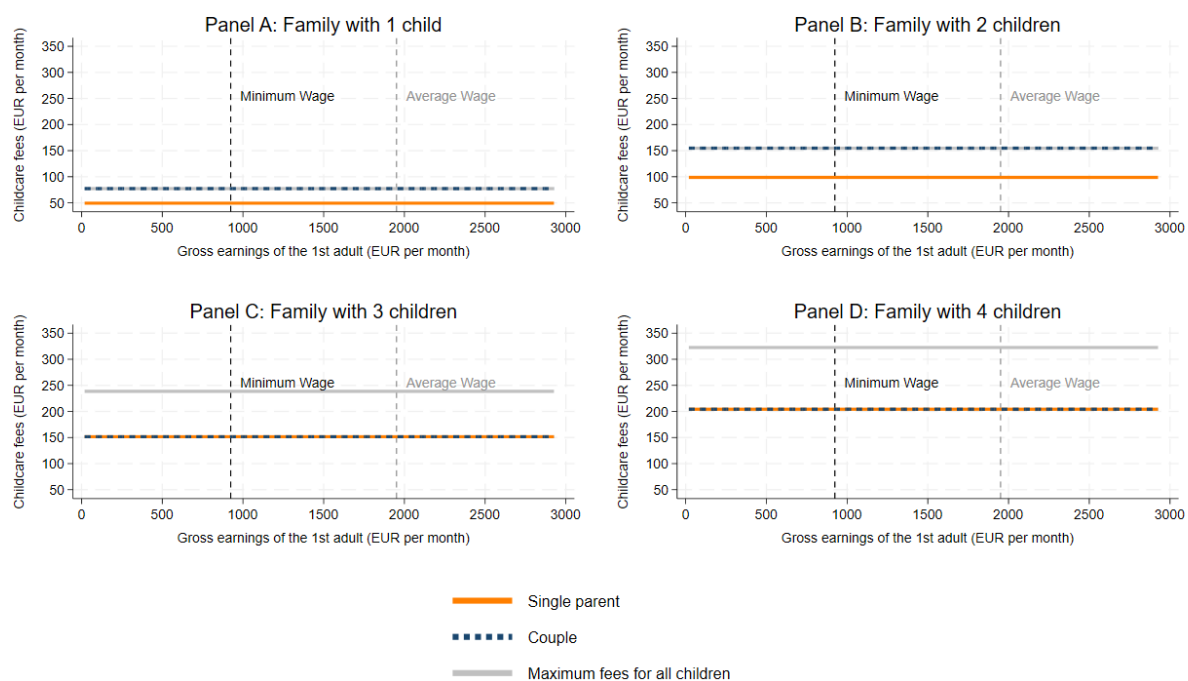 Panel A: Family with 1 child
Childcare fees (EUR per month)
350
300
250
200
150
100
50
Minimum Wage
Average Wage
0
500
1000
1500
2000
2500
3000
Gross earnings of the 1st adult (EUR per month)
Panel B: Family with 2 children
Childcare fees (EUR per month)
350
300
250
200
150
100
50
Minimum Wage
Average Wage
0
500
1000
1500
2000
2500
3000
Gross earnings of the 1st adult (EUR per month)
Panel C: Family with 3 children
Childcare fees (EUR per month)
350
300
250
200
150
100
50
Minimum Wage
Average Wage
0
500
1000
1500
2000
2500
3000
Gross earnings of the 1st adult (EUR per month)
Panel D: Family with 4 children
Childcare fees (EUR per month)
350
300
250
200
150
100
50
Minimum Wage
Average Wage
0
500
1000
1500
2000
2500
3000
Gross earnings of the 1st adult (EUR per month)
Single parent
Couple
Maximum fees for all children